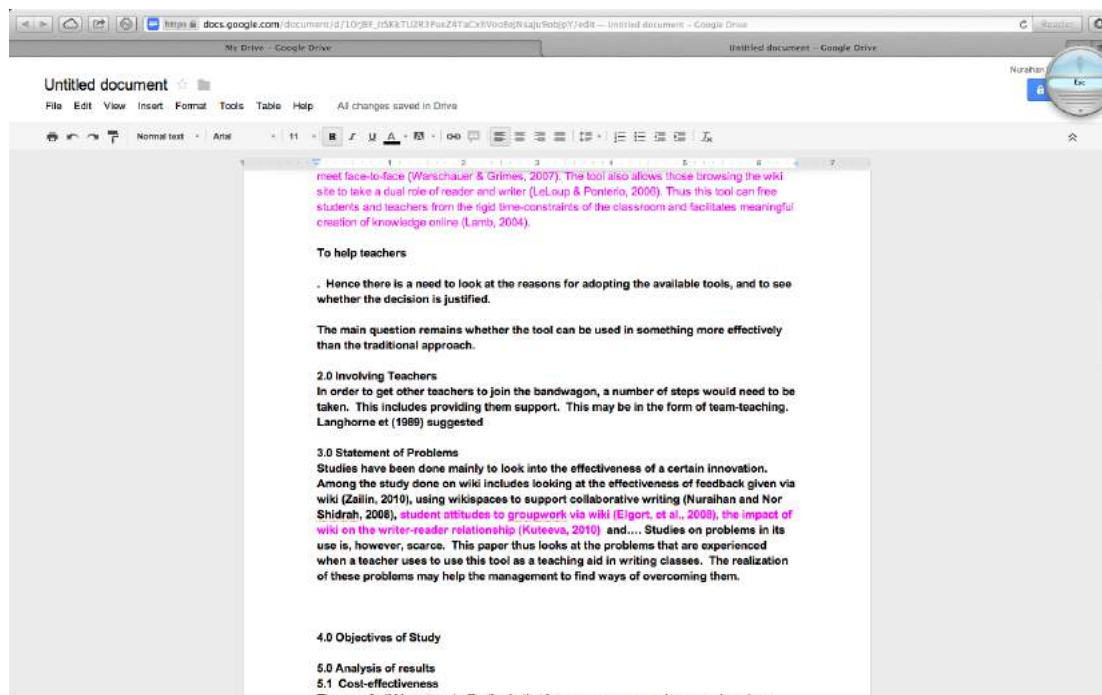 docs.google.com
Untitled document - Google Drive
Reader
My Drive - Google Drive
Untitled document - Google Drive
Untitled document
File Edit View Insert Format Tools Table Help All changes saved in Drive
Esc
Normal text Arial 11 B I U A
1 2 3 4 5 6 7
meet face-to-face (Warschauer & Grimes, 2007). The tool also allows those browsing the wiki
site to take a dual role of reader and writer (LeLoup & Ponterio, 2006). Thus this tool can free
students and teachers from the rigid time-constraints of the classroom and facilitates meaningful
creation of knowledge online (Lamb, 2004).
To help teachers
. Hence there is a need to look at the reasons for adopting the available tools, and to see
whether the decision is justified.
The main question remains whether the tool can be used in something more effectively
than the traditional approach.
2.0 Involving Teachers
In order to get other teachers to join the bandwagon, a number of steps would need to be
taken. This includes providing them support. This may be in the form of team-teaching.
Langhorne et (1989) suggested
3.0 Statement of Problems
Studies have been done mainly to look into the effectiveness of a certain innovation.
Among the study done on wiki includes looking at the effectiveness of feedback given via
wiki (Zailin, 2010), using wikispaces to support collaborative writing (Nuraihan and Nor
Shidrah, 2008), student attitudes to groupwork via wiki (Elgort, et al., 2008), the impact of
wiki on the writer-reader relationship (Kuteeva, 2010) and.... Studies on problems in its
use is, however, scarce. This paper thus looks at the problems that are experienced
when a teacher uses to use this tool as a teaching aid in writing classes. The realization
of these problems may help the management to find ways of overcoming them.
4.0 Objectives of Study
5.0 Analysis of results
5.1 Cost-effectiveness